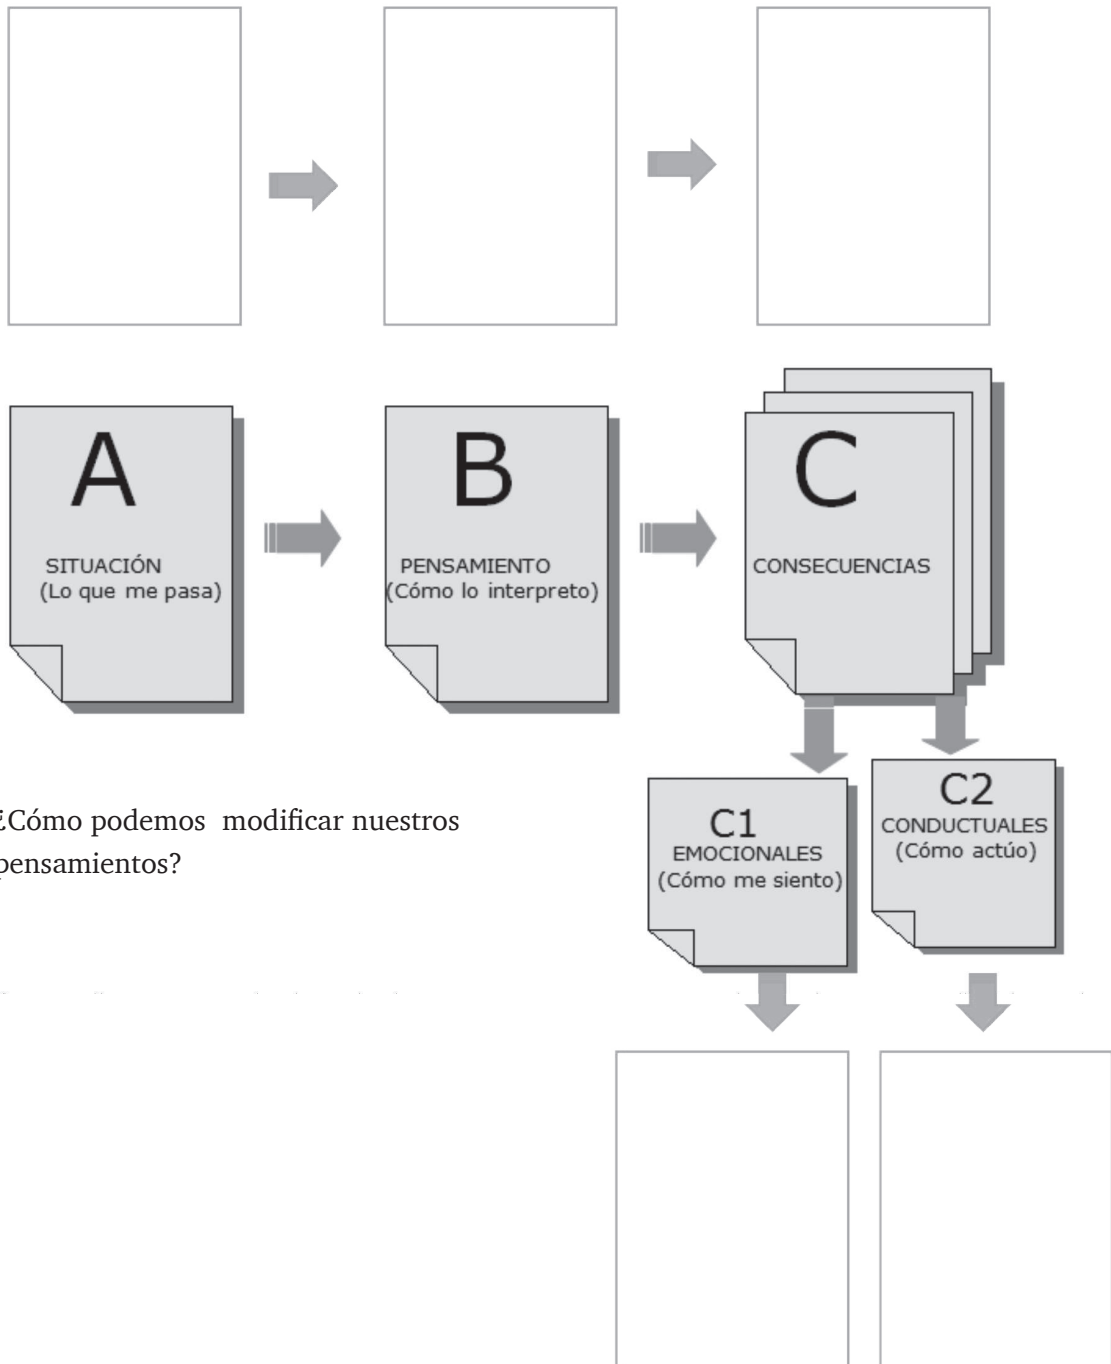 A
SITUACIÓN
(Lo que me pasa)
B
PENSAMIENTO
(Cómo lo interpreto)
C
CONSECUENCIAS
¿Cómo podemos modificar nuestros
pensamientos?
C1
EMOCIONALES
(Cómo me siento)
C2
CONDUCTUALES
(Cómo actúo)